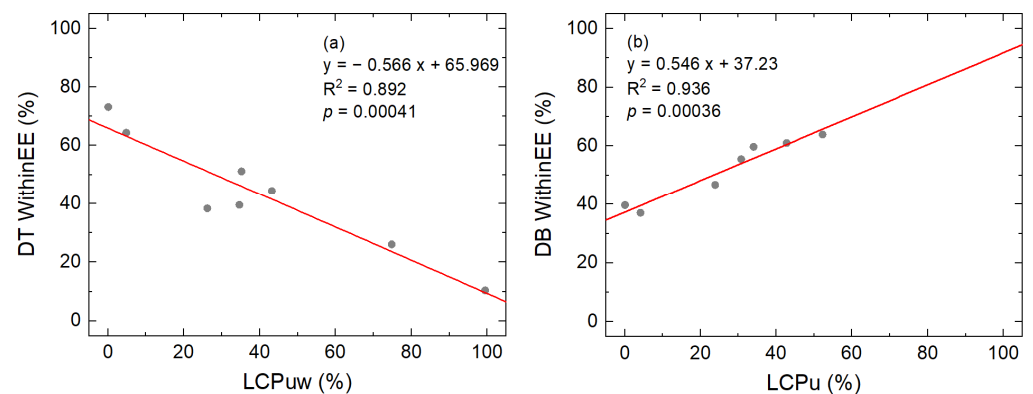 100
80
60
40
20
0
DT WithinEE (%)
(a)
y = − 0.566 x + 65.969
R² = 0.892
p = 0.00041
0 20 40 60 80 100
LCPuw (%)
100
80
60
40
20
0
DB WithinEE (%)
(b)
y = 0.546 x + 37.23
R² = 0.936
p = 0.00036
0 20 40 60 80 100
LCPu (%)